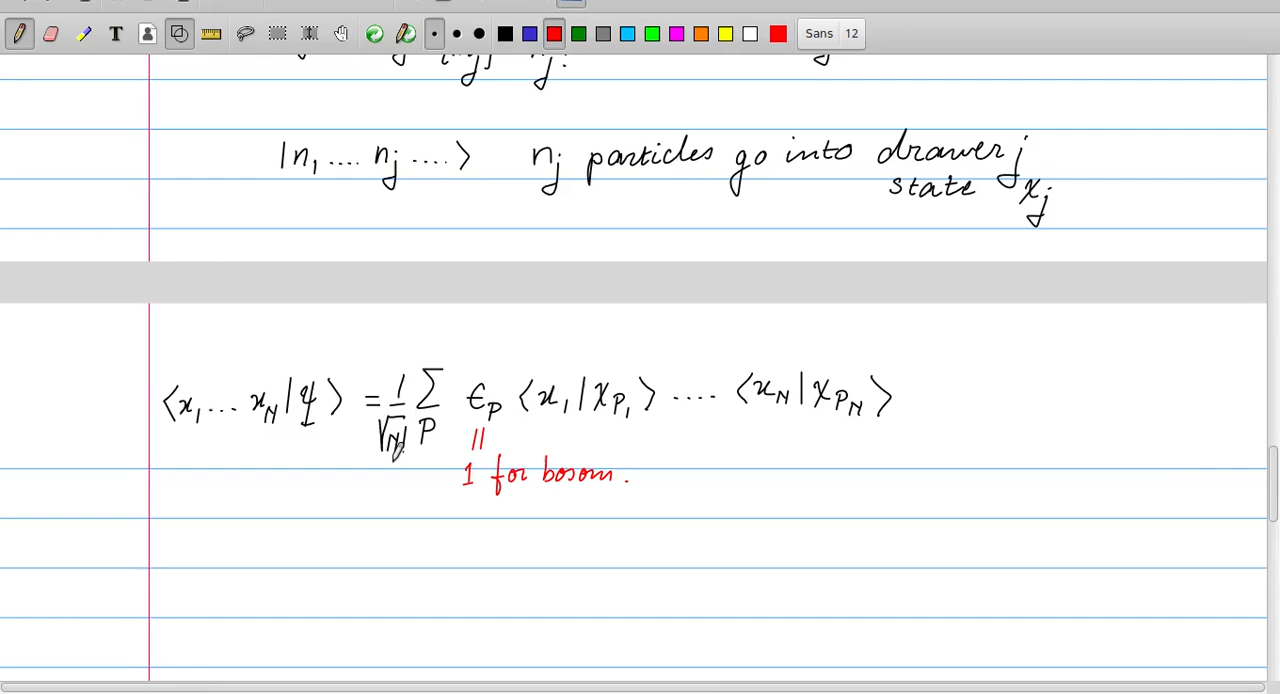 Sans 12
|n₁ .... nⱼ ....⟩ nⱼ particles go into drawer j
state χⱼ
⟨x₁ ... x_N | Ψ⟩ = 1/√N! Σ_P ϵ_P ⟨x₁ | χ_P₁⟩ .... ⟨x_N | χ_P_N⟩
||
1 for bosons.